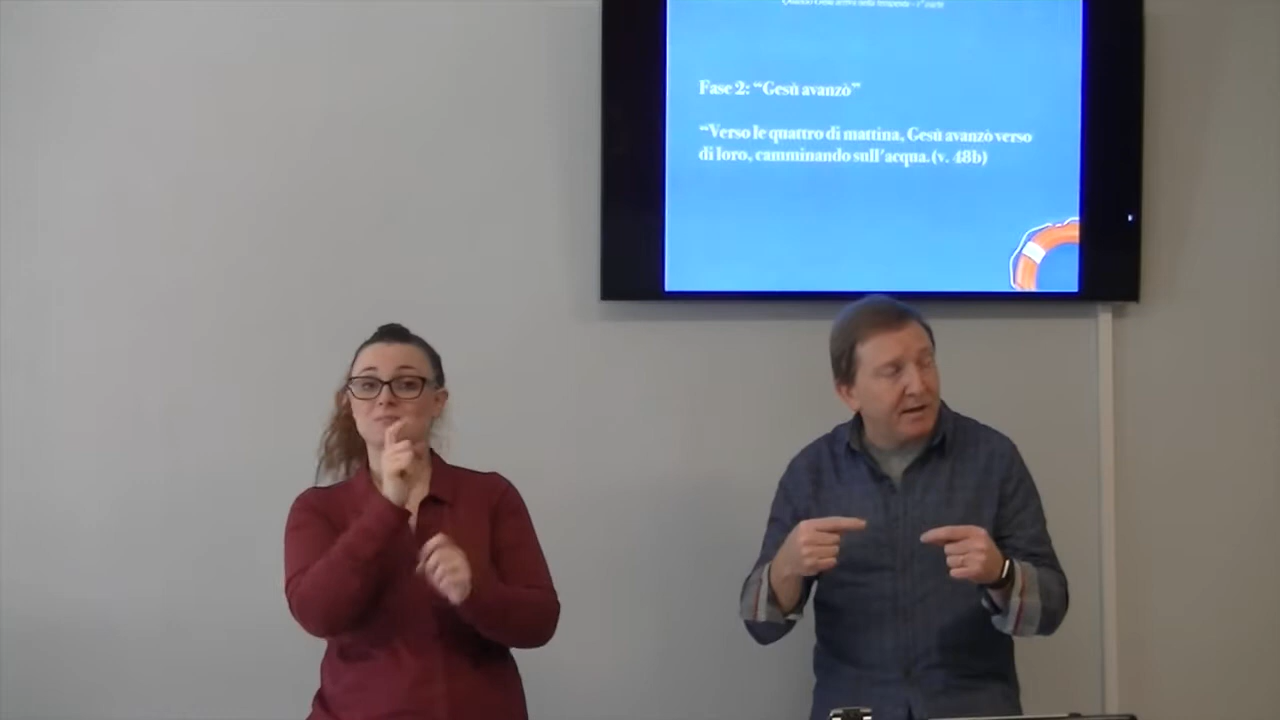 Fase 2: “Gesù avanzò”
“Verso le quattro di mattina, Gesù avanzò verso
di loro, camminando sull’acqua. (v. 48b)